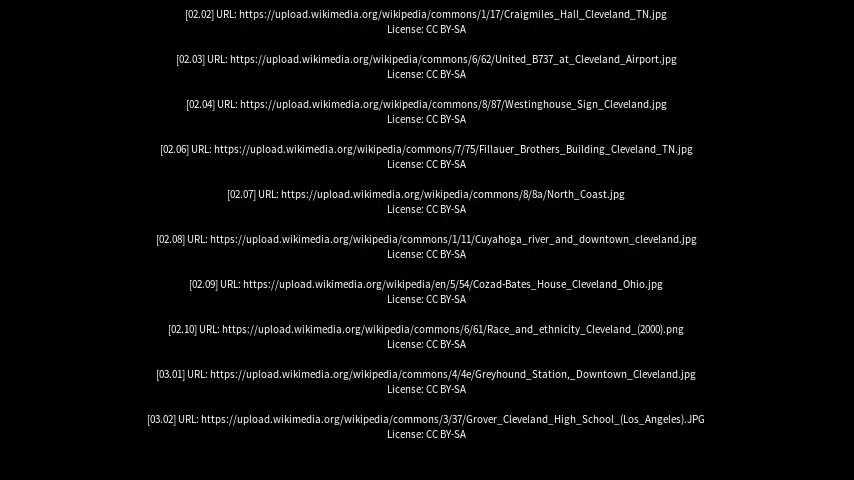 [02.02] URL: https://upload.wikimedia.org/wikipedia/commons/1/17/Craigmiles_Hall_Cleveland_TN.jpg
License: CC BY-SA
[02.03] URL: https://upload.wikimedia.org/wikipedia/commons/6/62/United_B737_at_Cleveland_Airport.jpg
License: CC BY-SA
[02.04] URL: https://upload.wikimedia.org/wikipedia/commons/8/87/Westinghouse_Sign_Cleveland.jpg
License: CC BY-SA
[02.06] URL: https://upload.wikimedia.org/wikipedia/commons/7/75/Fillauer_Brothers_Building_Cleveland_TN.jpg
License: CC BY-SA
[02.07] URL: https://upload.wikimedia.org/wikipedia/commons/8/8a/North_Coast.jpg
License: CC BY-SA
[02.08] URL: https://upload.wikimedia.org/wikipedia/commons/1/11/Cuyahoga_river_and_downtown_cleveland.jpg
License: CC BY-SA
[02.09] URL: https://upload.wikimedia.org/wikipedia/en/5/54/Cozad-Bates_House_Cleveland_Ohio.jpg
License: CC BY-SA
[02.10] URL: https://upload.wikimedia.org/wikipedia/commons/6/61/Race_and_ethnicity_Cleveland_(2000).png
License: CC BY-SA
[03.01] URL: https://upload.wikimedia.org/wikipedia/commons/4/4e/Greyhound_Station,_Downtown_Cleveland.jpg
License: CC BY-SA
[03.02] URL: https://upload.wikimedia.org/wikipedia/commons/3/37/Grover_Cleveland_High_School_(Los_Angeles).JPG
License: CC BY-SA